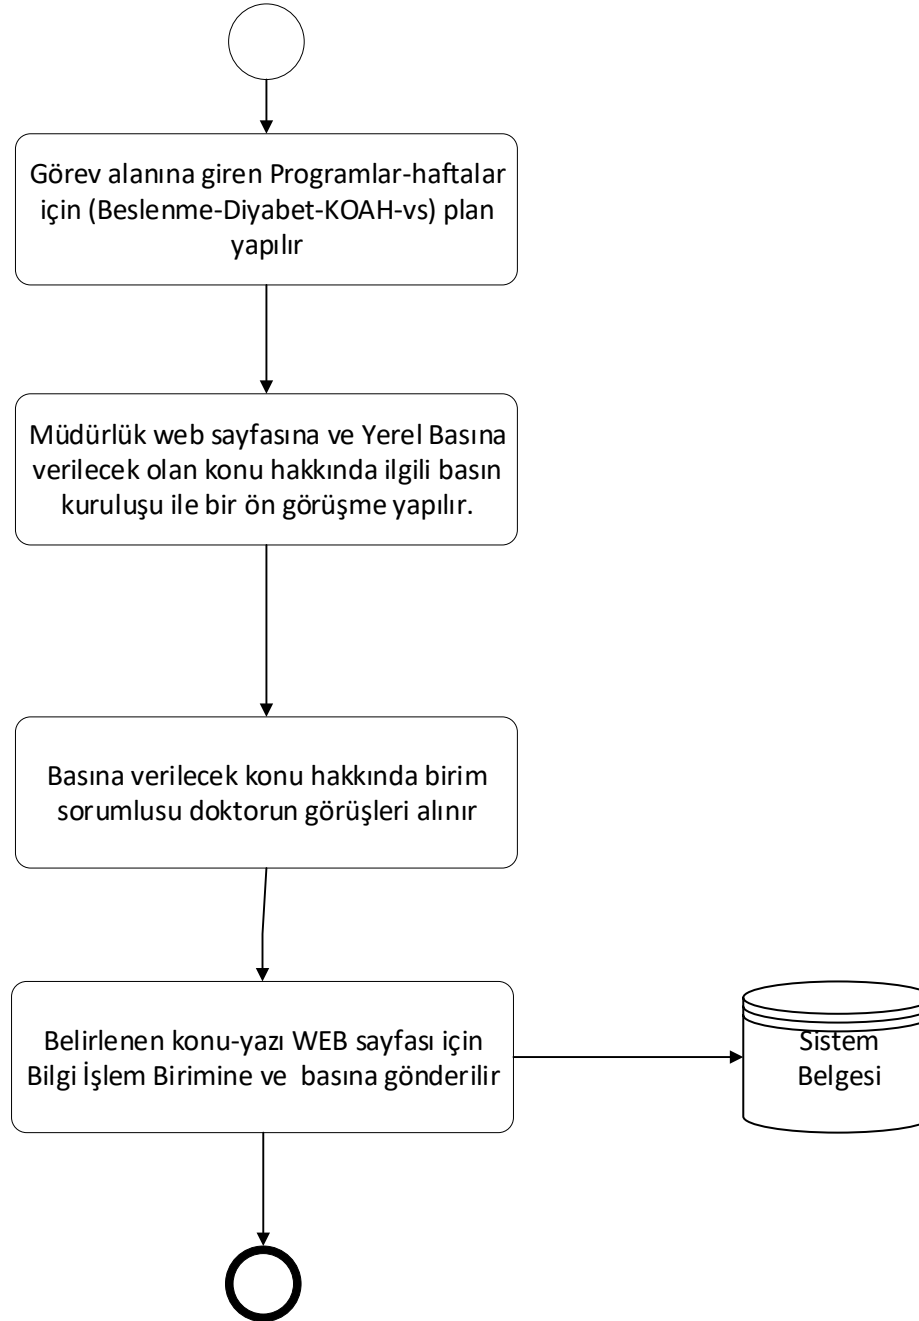 Görev alanına giren Programlar-haftalar
için (Beslenme-Diyabet-KOAH-vs) plan
yapılır
Müdürlük web sayfasına ve Yerel Basına
verilecek olan konu hakkında ilgili basın
kuruluşu ile bir ön görüşme yapılır.
Basına verilecek konu hakkında birim
sorumlusu doktorun görüşleri alınır
Belirlenen konu-yazı WEB sayfası için
Bilgi İşlem Birimine ve  basına gönderilir
Sistem
Belgesi